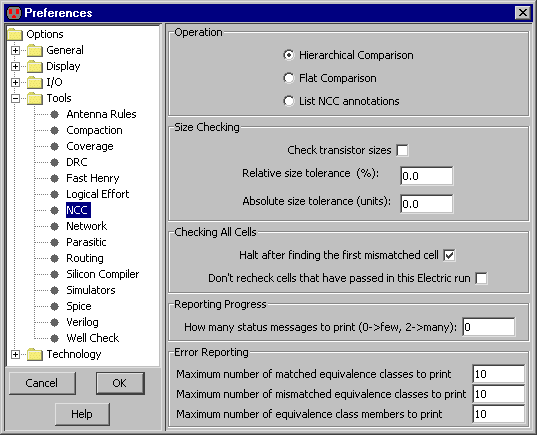 Preferences
Options
General
Display
I/O
Tools
Antenna Rules
Compaction
Coverage
DRC
Fast Henry
Logical Effort
NCC
Network
Parasitic
Routing
Silicon Compiler
Simulators
Spice
Verilog
Well Check
Technology
Cancel
OK
Help
Operation
Hierarchical Comparison
Flat Comparison
List NCC annotations
Size Checking
Check transistor sizes
Relative size tolerance (%): 0.0
Absolute size tolerance (units): 0.0
Checking All Cells
Halt after finding the first mismatched cell
Don't recheck cells that have passed in this Electric run
Reporting Progress
How many status messages to print (0->few, 2->many): 0
Error Reporting
Maximum number of matched equivalence classes to print 10
Maximum number of mismatched equivalence classes to print 10
Maximum number of equivalence class members to print 10